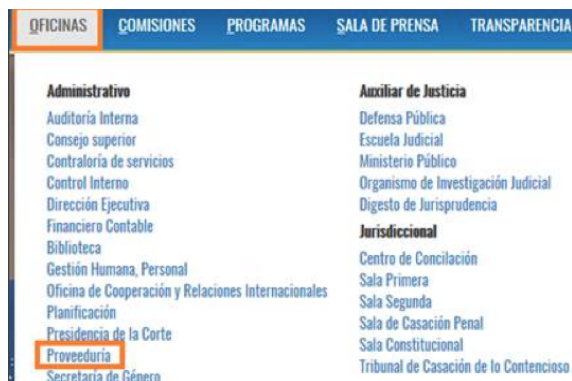 OFICINAS COMISIONES PROGRAMAS SALA DE PRENSA TRANSPARENCIA
Administrativo
Auditoría Interna
Consejo superior
Contraloría de servicios
Control Interno
Dirección Ejecutiva
Financiero Contable
Biblioteca
Gestión Humana, Personal
Oficina de Cooperación y Relaciones Internacionales
Planificación
Presidencia de la Corte
Proveeduría
Secretaría de Género
Auxiliar de Justicia
Defensa Pública
Escuela Judicial
Ministerio Público
Organismo de Investigación Judicial
Digesto de Jurisprudencia
Jurisdiccional
Centro de Concilación
Sala Primera
Sala Segunda
Sala de Casación Penal
Sala Constitucional
Tribunal de Casación de lo Contencioso